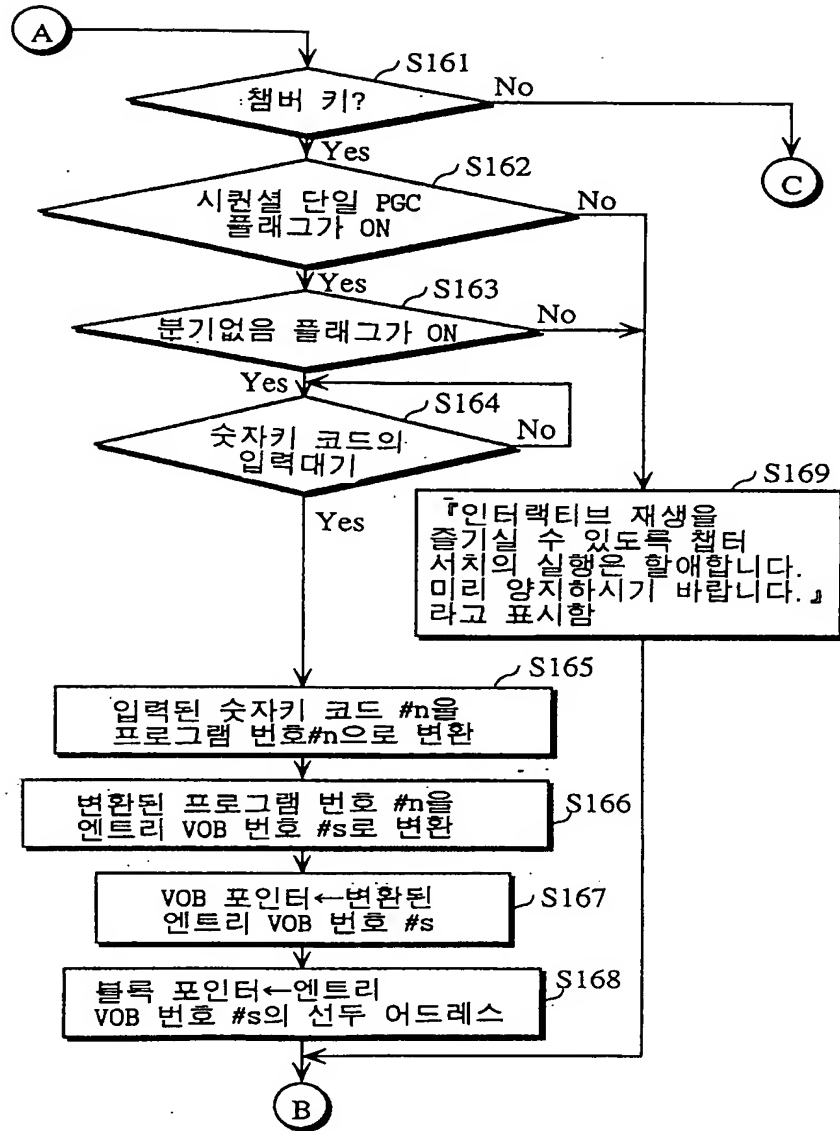 A
S161
챔버 키?
No
Yes
C
S162
시퀀셜 단일 PGC
플래그가 ON
No
Yes
S163
분기없음 플래그가 ON
No
Yes
S164
숫자키 코드의
입력대기
No
Yes
S169
『인터랙티브 재생을
즐기실 수 있도록 챕터
서치의 실행은 할애합니다.
미리 양지하시기 바랍니다.』
라고 표시함
S165
입력된 숫자키 코드 #n을
프로그램 번호#n으로 변환
S166
변환된 프로그램 번호 #n을
엔트리 VOB 번호 #s로 변환
S167
VOB 포인터←변환된
엔트리 VOB 번호 #s
S168
블록 포인터←엔트리
VOB 번호 #s의 선두 어드레스
B